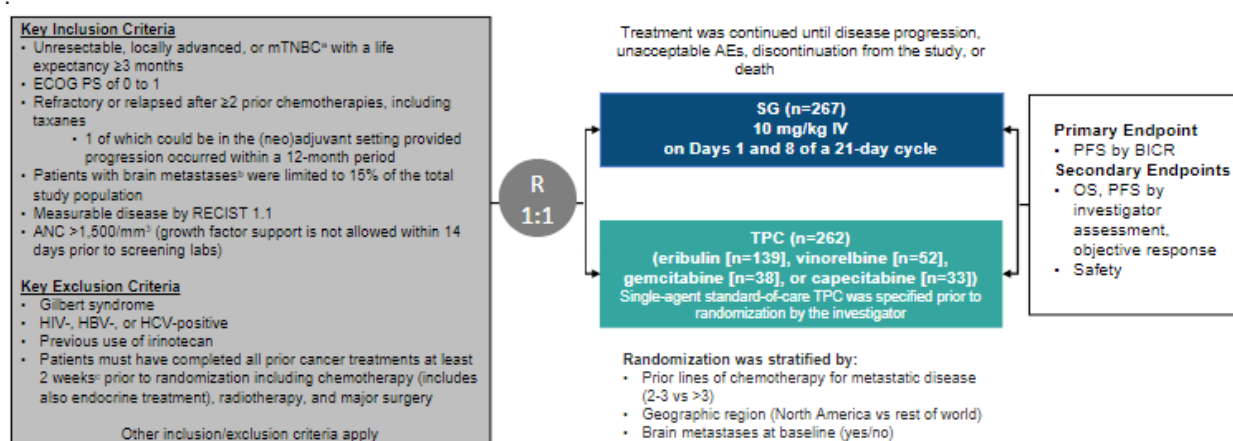 .
Key Inclusion Criteria
• Unresectable, locally advanced, or mTNBCᵃ with a life
expectancy ≥3 months
• ECOG PS of 0 to 1
• Refractory or relapsed after ≥2 prior chemotherapies, including
taxanes
• 1 of which could be in the (neo)adjuvant setting provided
progression occurred within a 12-month period
• Patients with brain metastasesᵇ were limited to 15% of the total
study population
• Measurable disease by RECIST 1.1
• ANC >1,500/mm³ (growth factor support is not allowed within 14
days prior to screening labs)
Key Exclusion Criteria
• Gilbert syndrome
• HIV-, HBV-, or HCV-positive
• Previous use of irinotecan
• Patients must have completed all prior cancer treatments at least
2 weeksᶜ prior to randomization including chemotherapy (includes
also endocrine treatment), radiotherapy, and major surgery
Other inclusion/exclusion criteria apply
R
1:1
Treatment was continued until disease progression,
unacceptable AEs, discontinuation from the study, or
death
SG (n=267)
10 mg/kg IV
on Days 1 and 8 of a 21-day cycle
TPC (n=262)
(eribulin [n=139], vinorelbine [n=52],
gemcitabine [n=38], or capecitabine [n=33])
Single-agent standard-of-care TPC was specified prior to
randomization by the investigator
Randomization was stratified by:
• Prior lines of chemotherapy for metastatic disease
(2-3 vs >3)
• Geographic region (North America vs rest of world)
• Brain metastases at baseline (yes/no)
Primary Endpoint
• PFS by BICR
Secondary Endpoints
• OS, PFS by
investigator
assessment,
objective response
• Safety